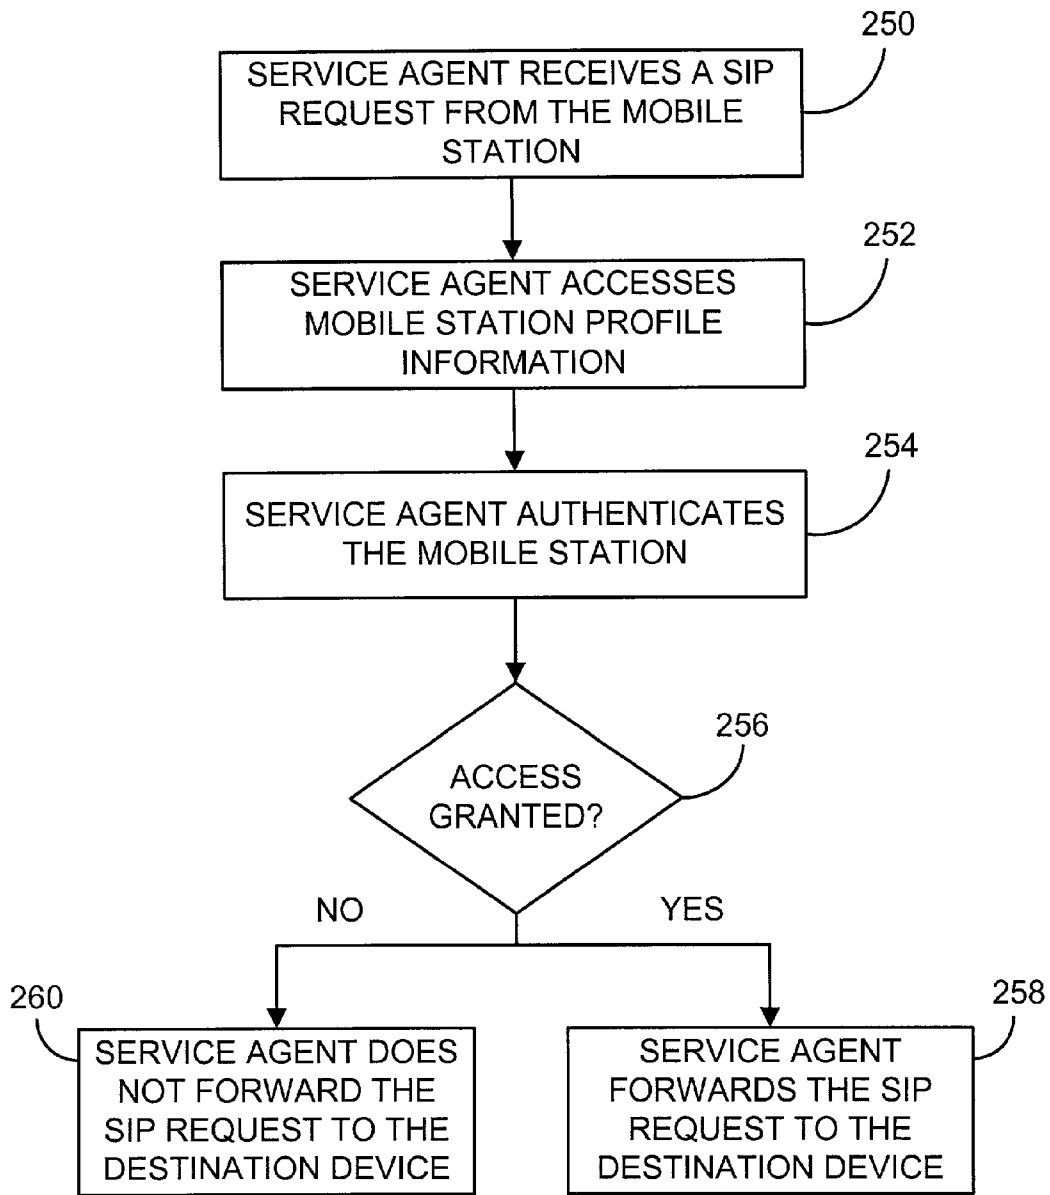 250
SERVICE AGENT RECEIVES A SIP
REQUEST FROM THE MOBILE
STATION
252
SERVICE AGENT ACCESSES
MOBILE STATION PROFILE
INFORMATION
254
SERVICE AGENT AUTHENTICATES
THE MOBILE STATION
256
ACCESS
GRANTED?
NO
YES
260
SERVICE AGENT DOES
NOT FORWARD THE
SIP REQUEST TO THE
DESTINATION DEVICE
258
SERVICE AGENT
FORWARDS THE SIP
REQUEST TO THE
DESTINATION DEVICE